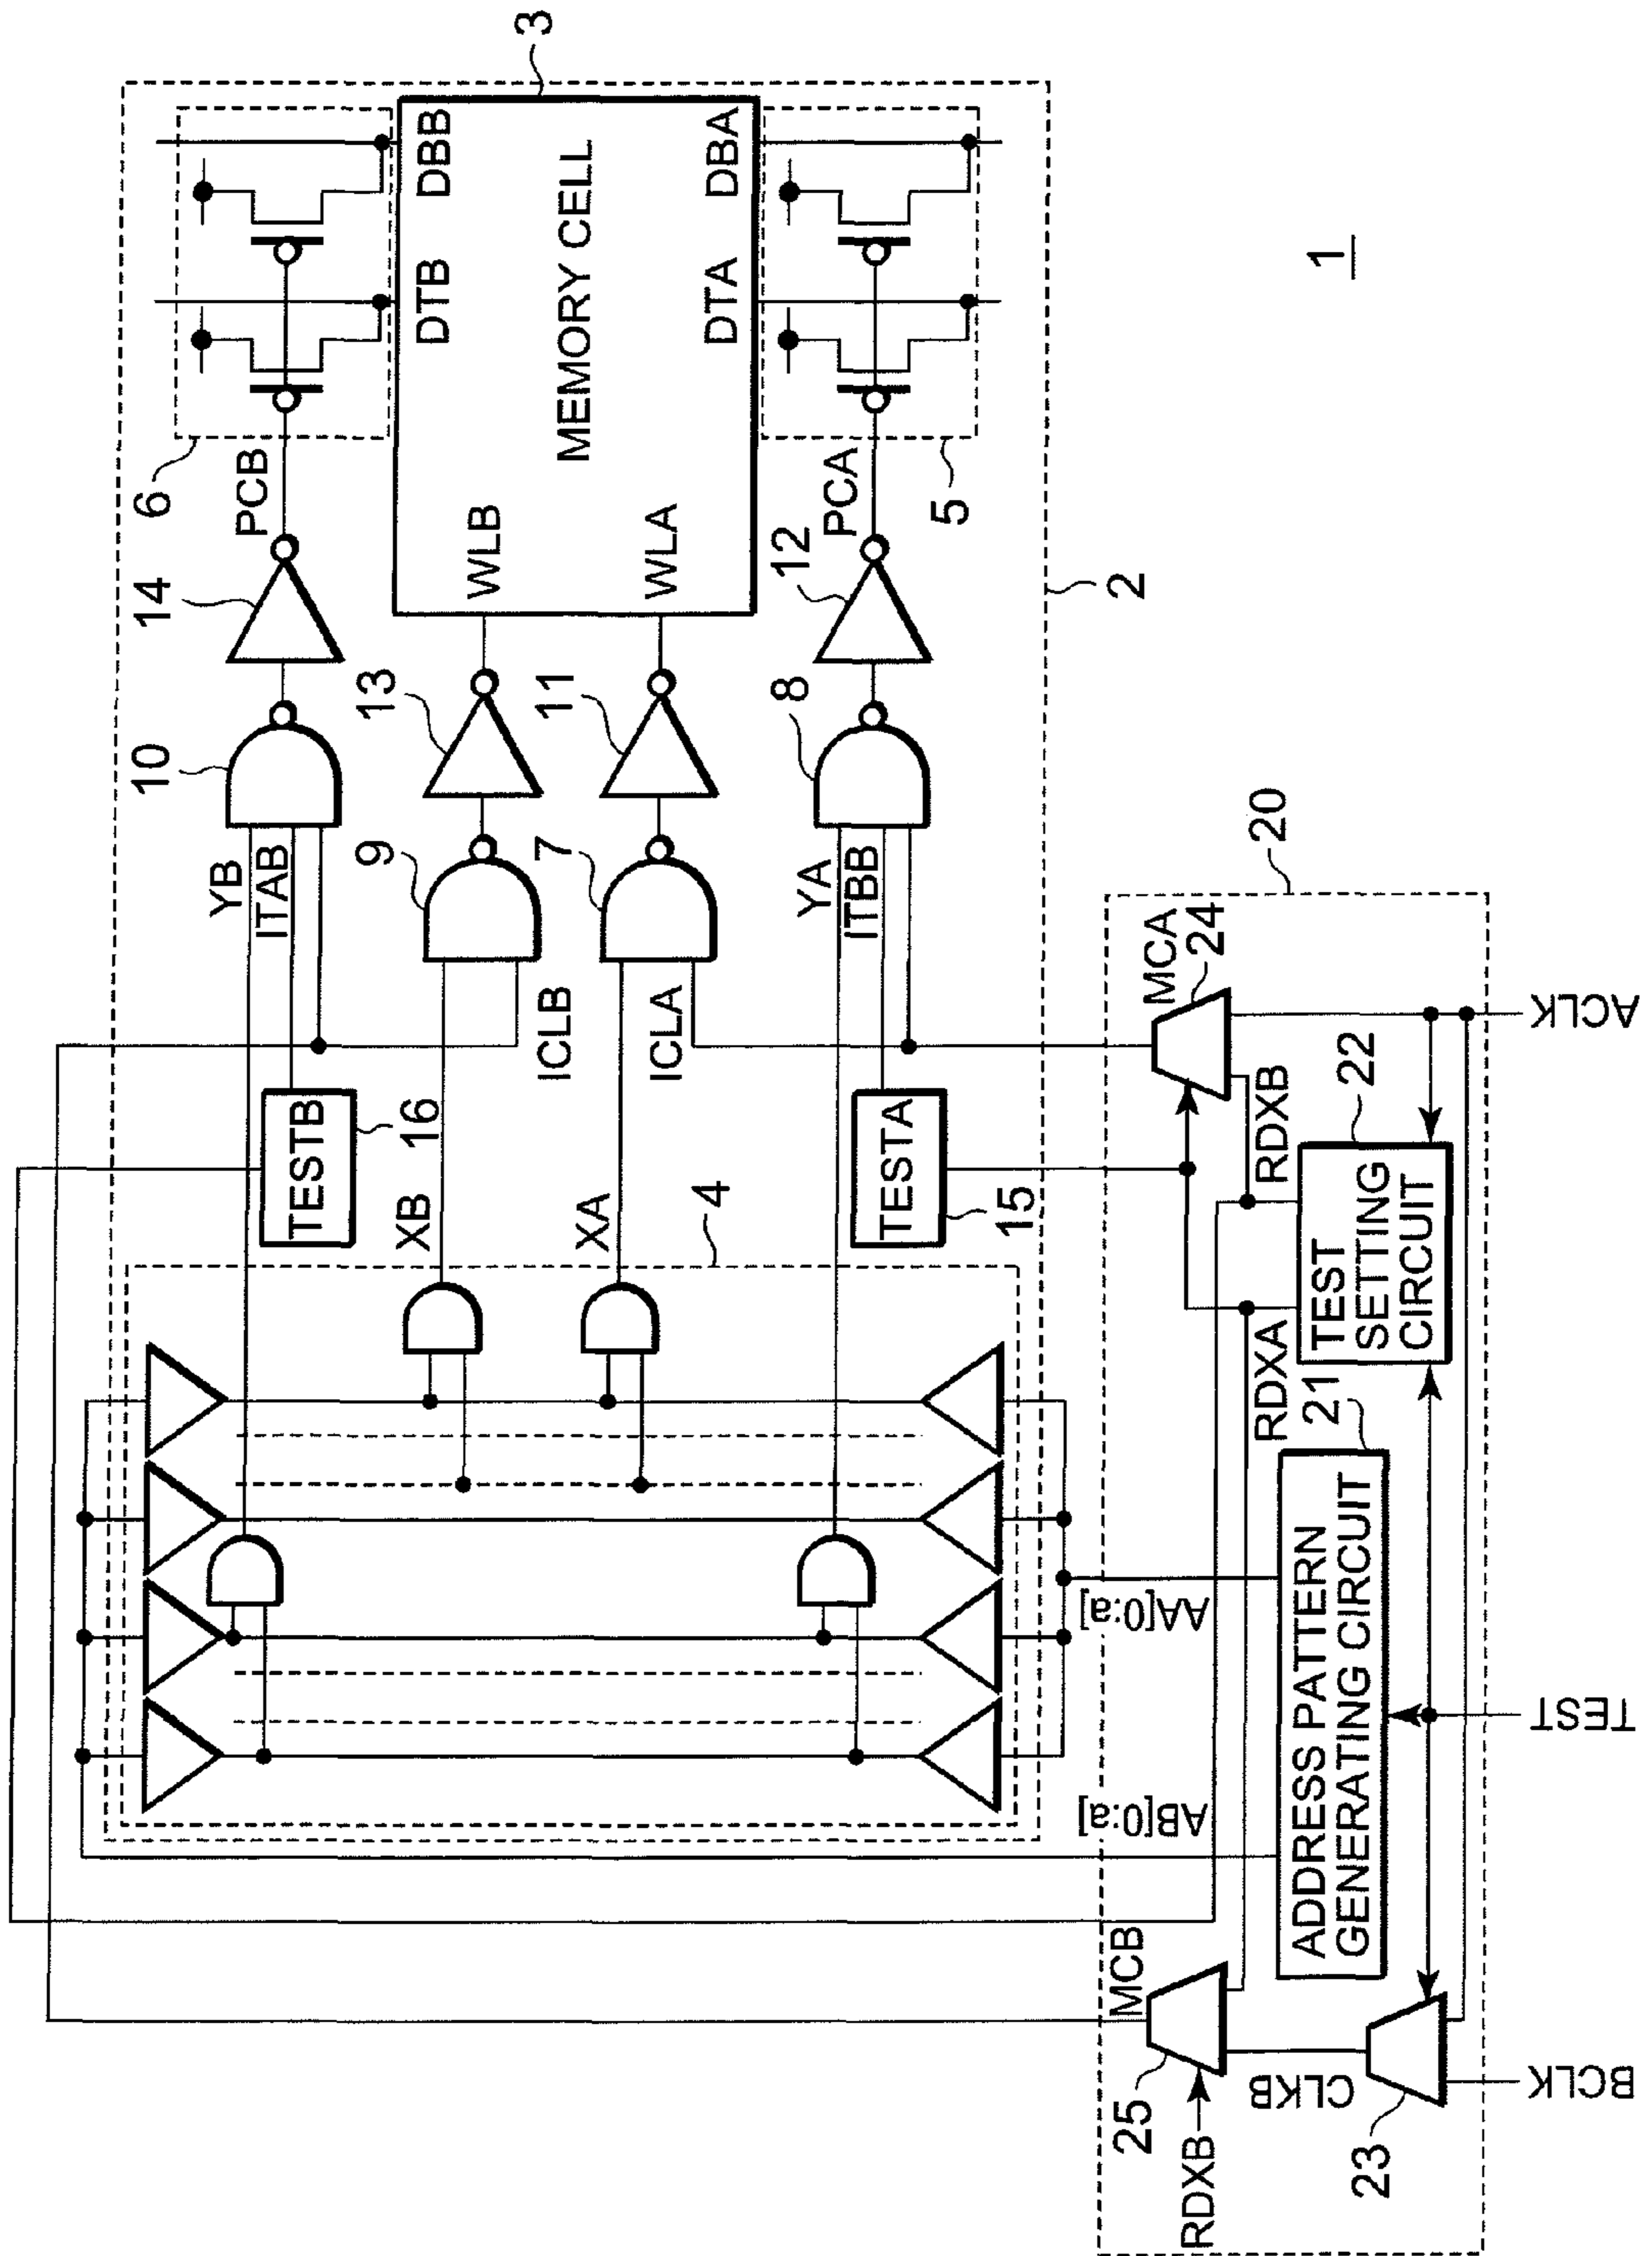 3
6
PCB
14
10
YB
ITAB
TESTB
16
DTB
DBB
MEMORY CELL
WLB
WLA
DTA
DBA
13
9
XB
ICLB
11
7
XA
ICLA
4
12
PCA
5
8
YA
ITBB
TESTA
15
2
1
20
MCA
24
RDXB
22
TEST
SETTING
CIRCUIT
RDXA
21
ADDRESS PATTERN
GENERATING CIRCUIT
AA[0:a]
AB[0:a]
MCB
25
RDXB
CLKB
23
BCLK
TEST
ACLK